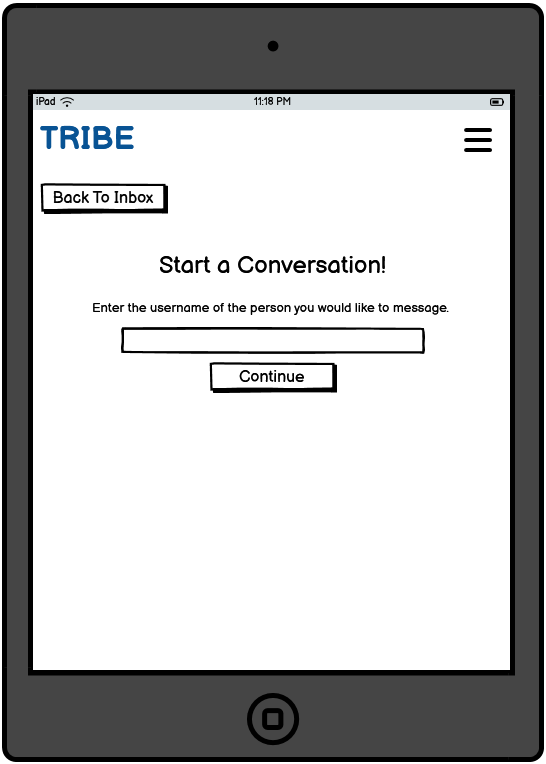 iPad 11:18 PM
TRIBE
Back To Inbox
Start a Conversation!
Enter the username of the person you would like to message.
Continue